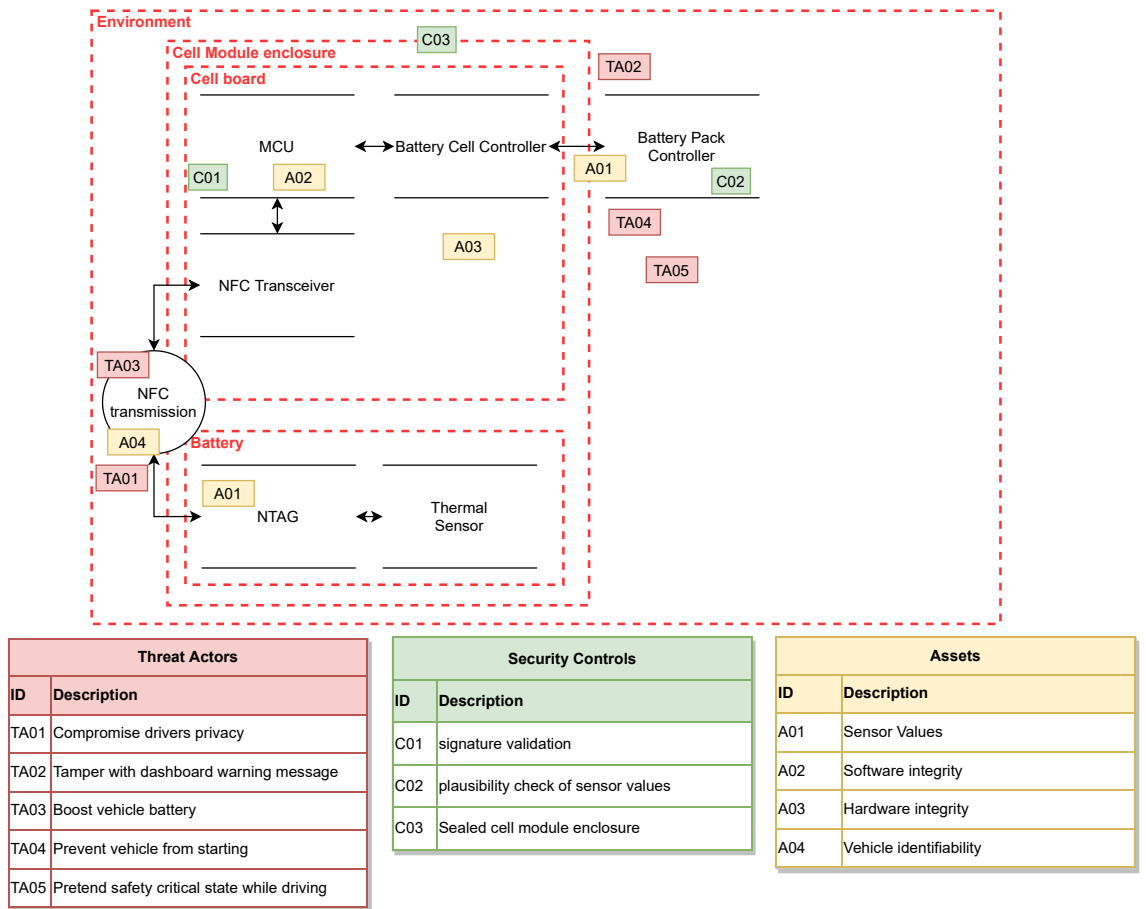 Environment
C03
Cell Module enclosure
TA02
Cell board
MCU
Battery Cell Controller
Battery Pack
Controller
A01
C01
A02
C02
TA04
A03
TA05
NFC Transceiver
TA03
NFC
transmission
A04
Battery
TA01
A01
NTAG
Thermal
Sensor
Threat Actors
ID Description
TA01 Compromise drivers privacy
TA02 Tamper with dashboard warning message
TA03 Boost vehicle battery
TA04 Prevent vehicle from starting
TA05 Pretend safety critical state while driving
Security Controls
ID Description
C01 signature validation
C02 plausibility check of sensor values
C03 Sealed cell module enclosure
Assets
ID Description
A01 Sensor Values
A02 Software integrity
A03 Hardware integrity
A04 Vehicle identifiability